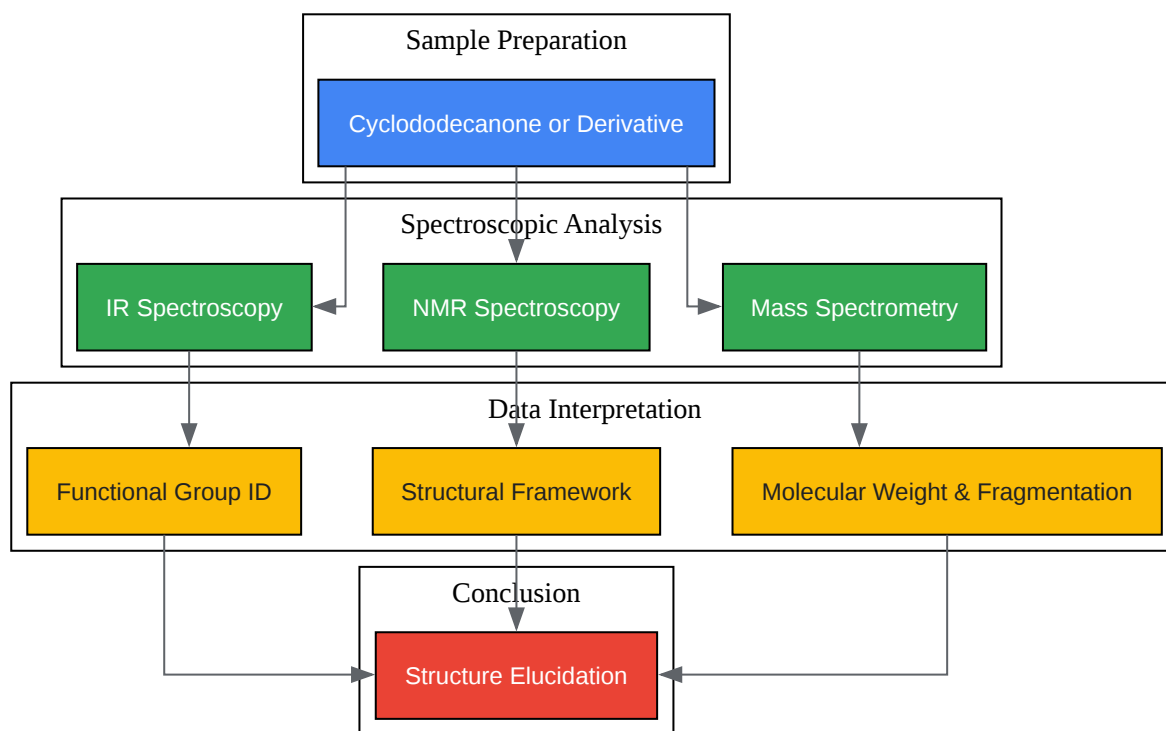 Sample Preparation
Cyclododecanone or Derivative
Spectroscopic Analysis
IR Spectroscopy
NMR Spectroscopy
Mass Spectrometry
Data Interpretation
Functional Group ID
Structural Framework
Molecular Weight & Fragmentation
Conclusion
Structure Elucidation